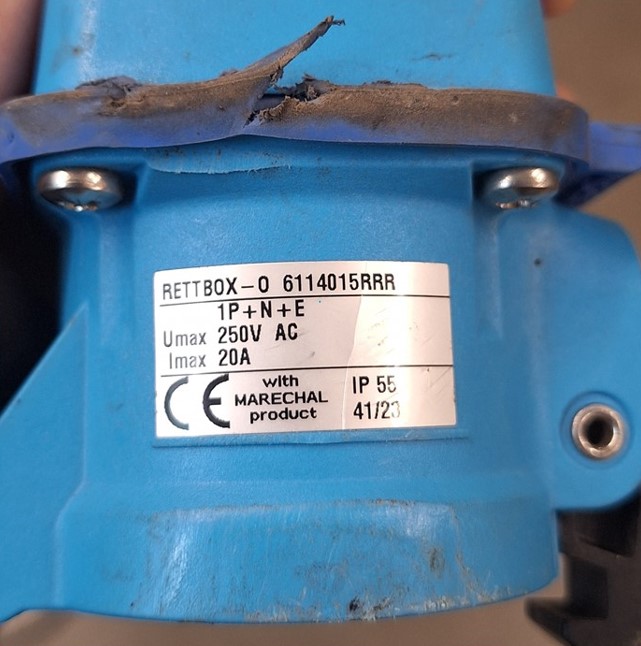 RETTBOX-O 6114015RRR
1P+N+E
Umax 250V AC
Imax 20A
CE with MARECHAL product IP 55
41/23